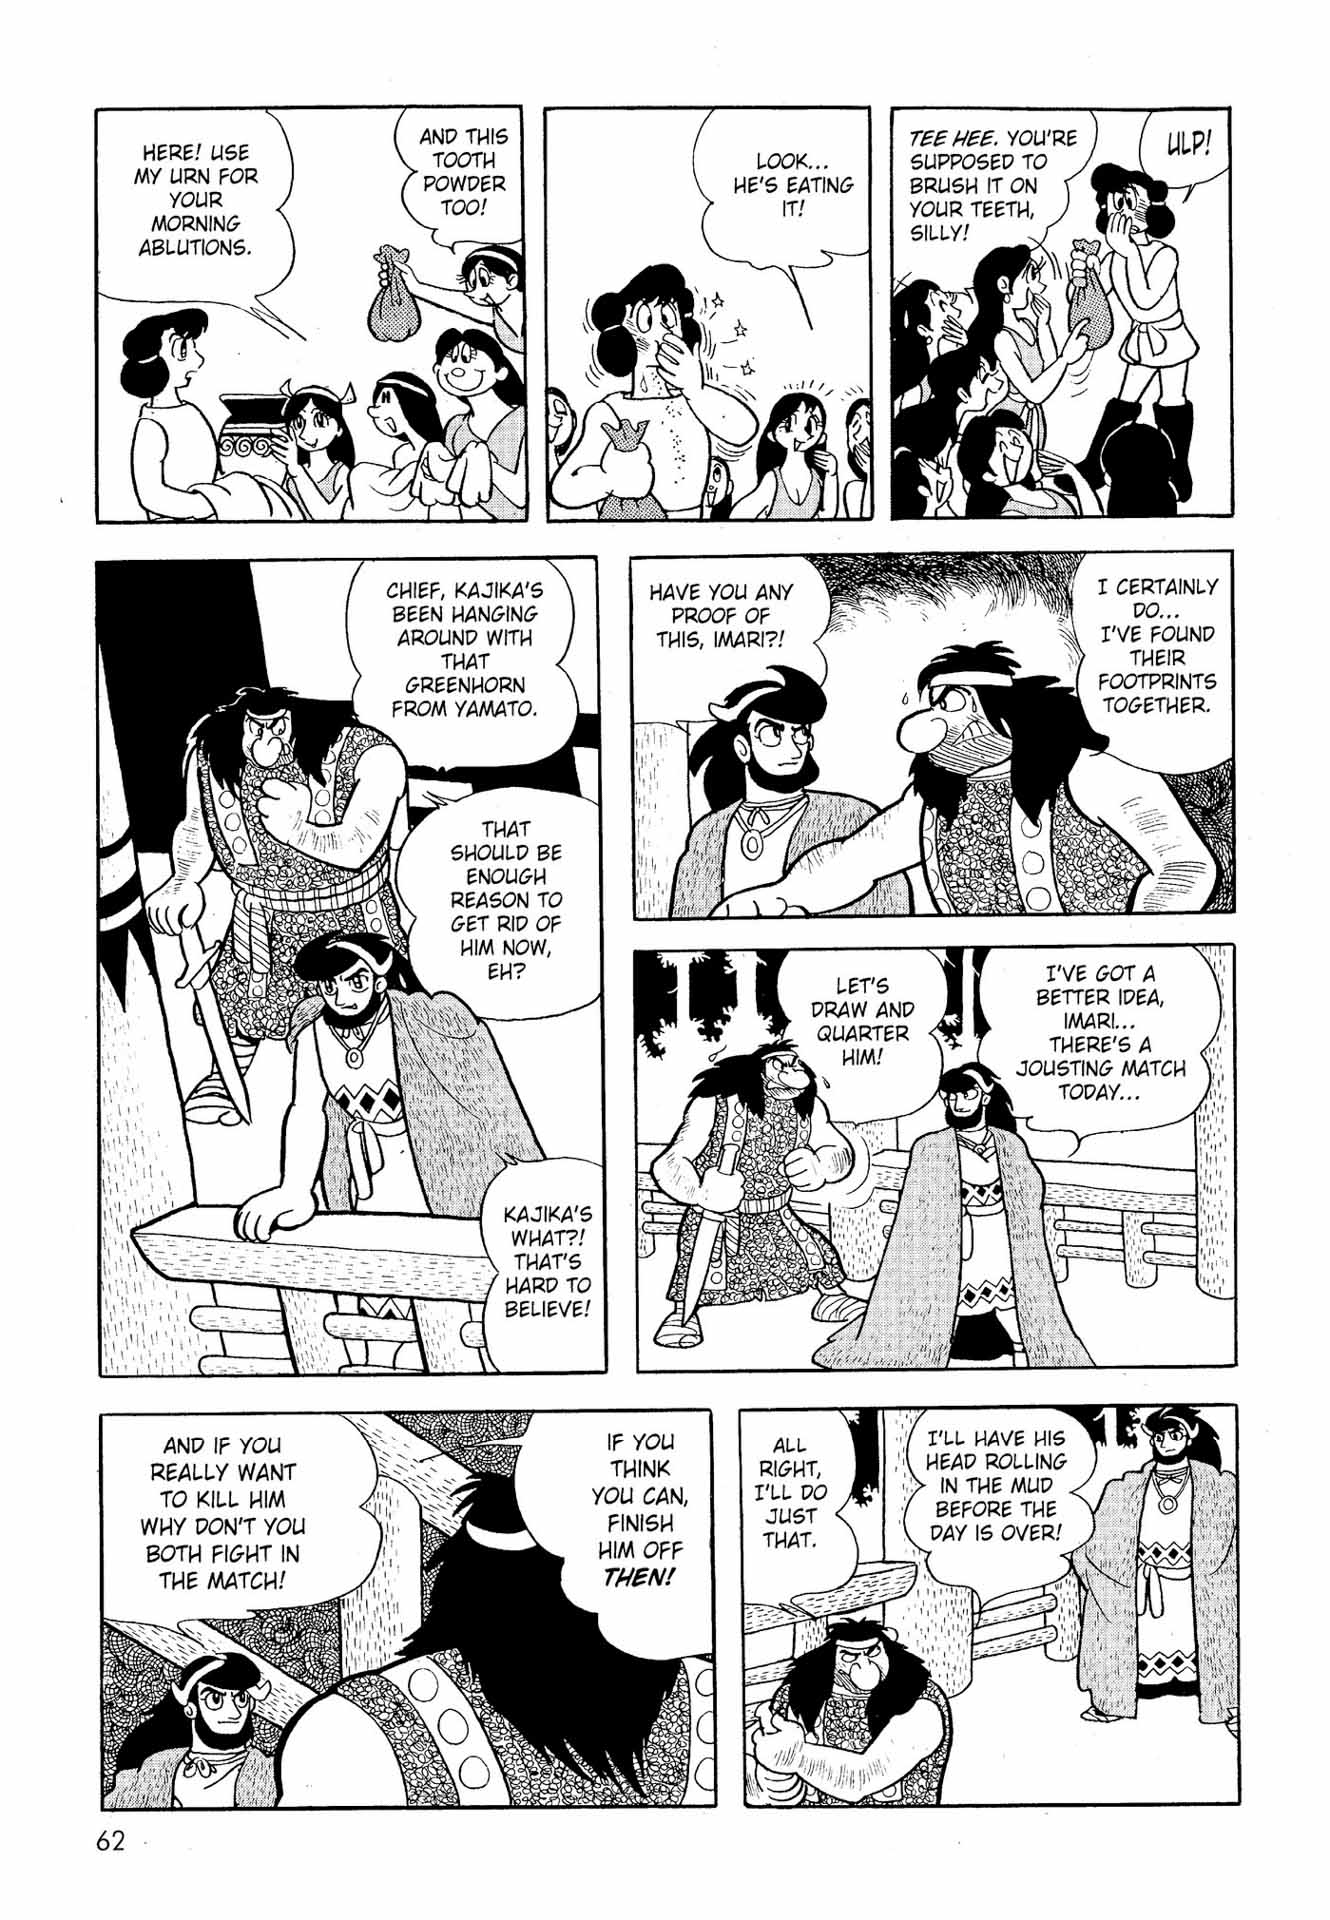 HERE! USE
MY URN FOR
YOUR
MORNING
ABLUTIONS.
AND THIS
TOOTH
POWDER
TOO!
LOOK...
HE'S EATING
IT!
TEE HEE. YOU'RE
SUPPOSED TO
BRUSH IT ON
YOUR TEETH,
SILLY!
ULP!
CHIEF, KAJIKA'S
BEEN HANGING
AROUND WITH
THAT
GREENHORN
FROM YAMATO.
THAT
SHOULD BE
ENOUGH
REASON TO
GET RID OF
HIM NOW,
EH?
KAJIKA'S
WHAT?!
THAT'S
HARD TO
BELIEVE!
HAVE YOU ANY
PROOF OF
THIS, IMARI?!
I CERTAINLY
DO...
I'VE FOUND
THEIR
FOOTPRINTS
TOGETHER.
LET'S
DRAW AND
QUARTER
HIM!
I'VE GOT A
BETTER IDEA,
IMARI...
THERE'S A
JOUSTING MATCH
TODAY...
AND IF YOU
REALLY WANT
TO KILL HIM
WHY DON'T YOU
BOTH FIGHT IN
THE MATCH!
IF YOU
THINK
YOU CAN,
FINISH
HIM OFF
THEN!
ALL
RIGHT,
I'LL DO
JUST
THAT.
I'LL HAVE HIS
HEAD ROLLING
IN THE MUD
BEFORE THE
DAY IS OVER!
62